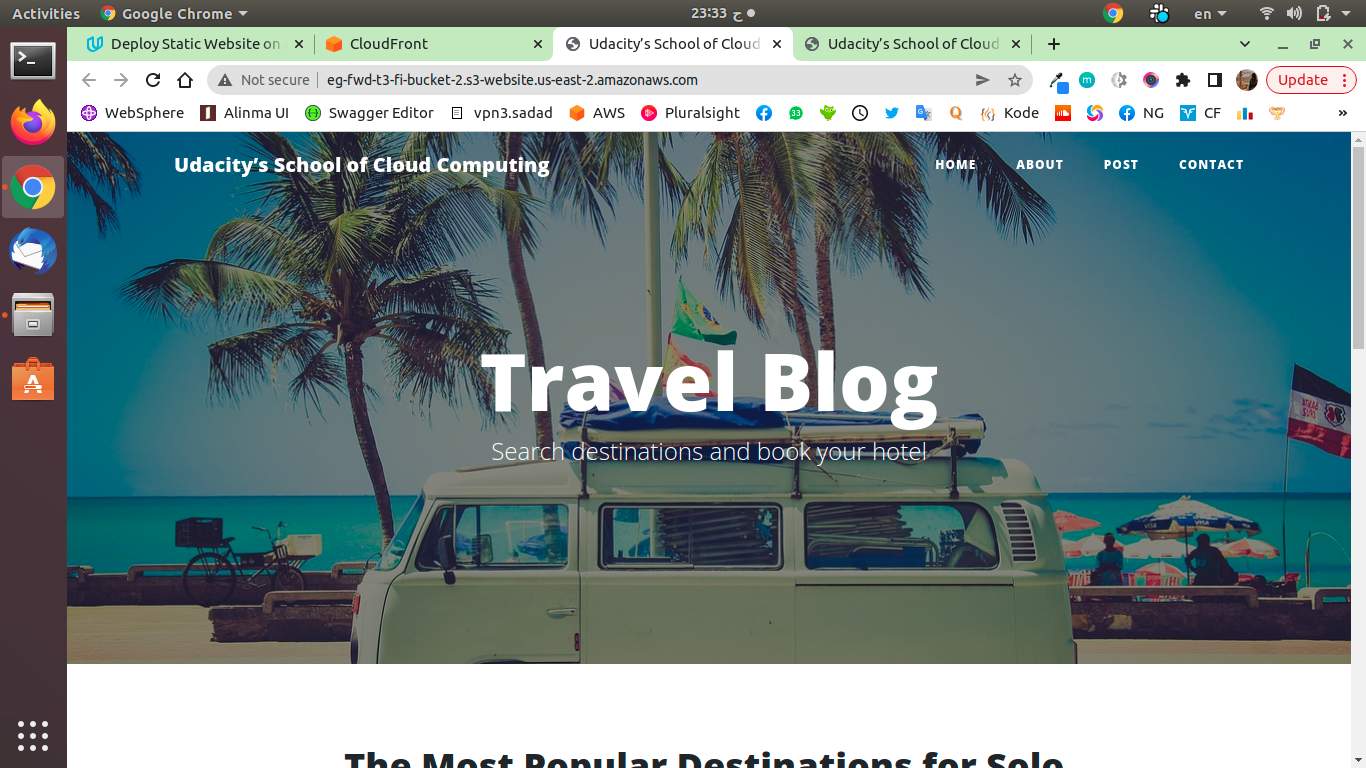 Activities Google Chrome 23:33 ح en
Deploy Static Website on CloudFront Udacity’s School of Cloud Udacity’s School of Cloud
Not secure eg-fwd-t3-fi-bucket-2.s3-website.us-east-2.amazonaws.com Update
WebSphere Alinma UI Swagger Editor vpn3.sadad AWS Pluralsight Kode NG CF »
Udacity’s School of Cloud Computing HOME ABOUT POST CONTACT
Travel Blog
Search destinations and book your hotel
SANTA
CRUZ
The Most Popular Destinations for Solo